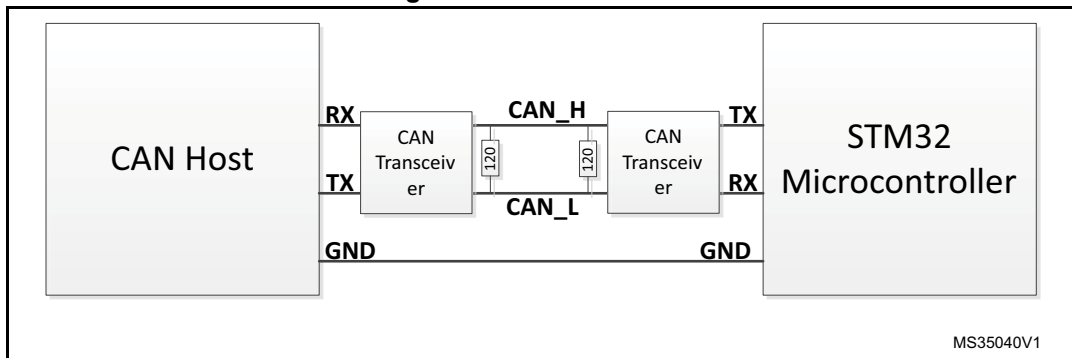 CAN Host
RX
TX
GND
CAN
Transceiv
er
CAN_H
120
120
CAN_L
CAN
Transceiv
er
TX
RX
GND
STM32
Microcontroller
MS35040V1